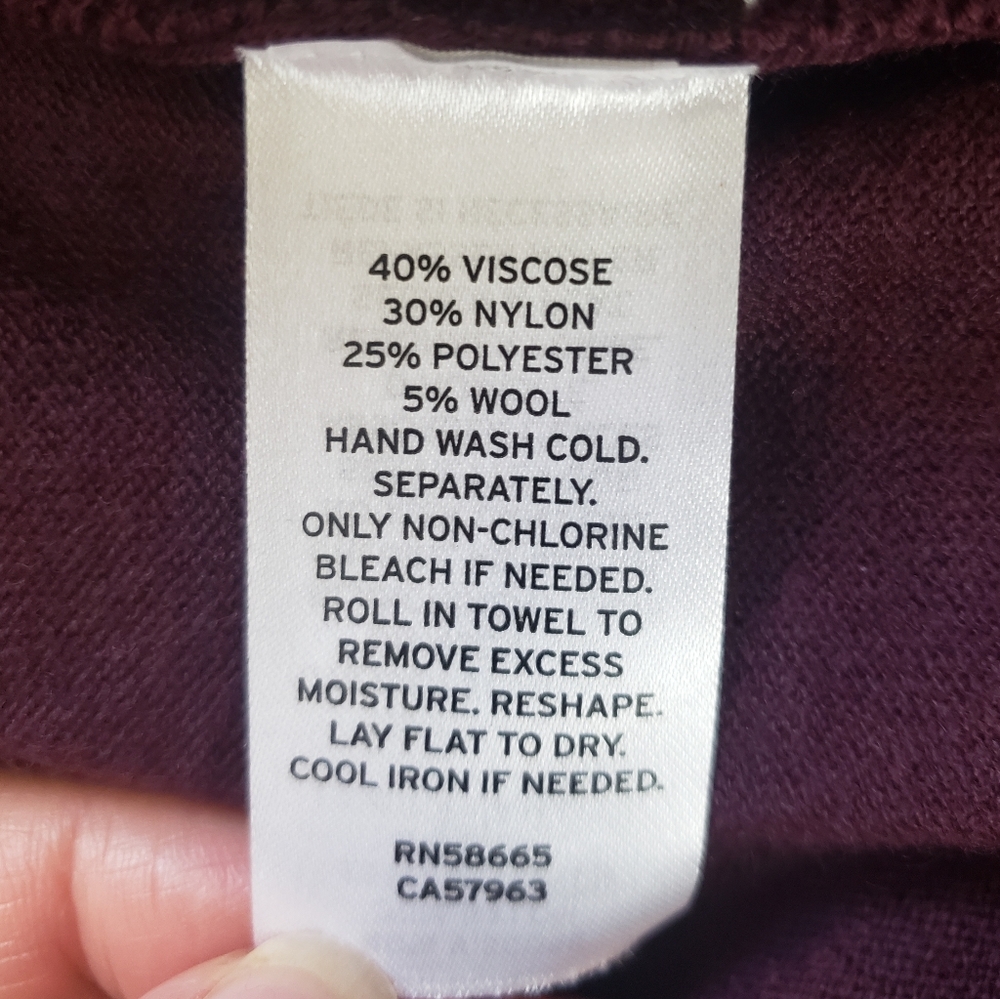 40% VISCOSE
30% NYLON
25% POLYESTER
5% WOOL
HAND WASH COLD.
SEPARATELY.
ONLY NON-CHLORINE
BLEACH IF NEEDED.
ROLL IN TOWEL TO
REMOVE EXCESS
MOISTURE. RESHAPE.
LAY FLAT TO DRY.
COOL IRON IF NEEDED.
RN58665
CA57963